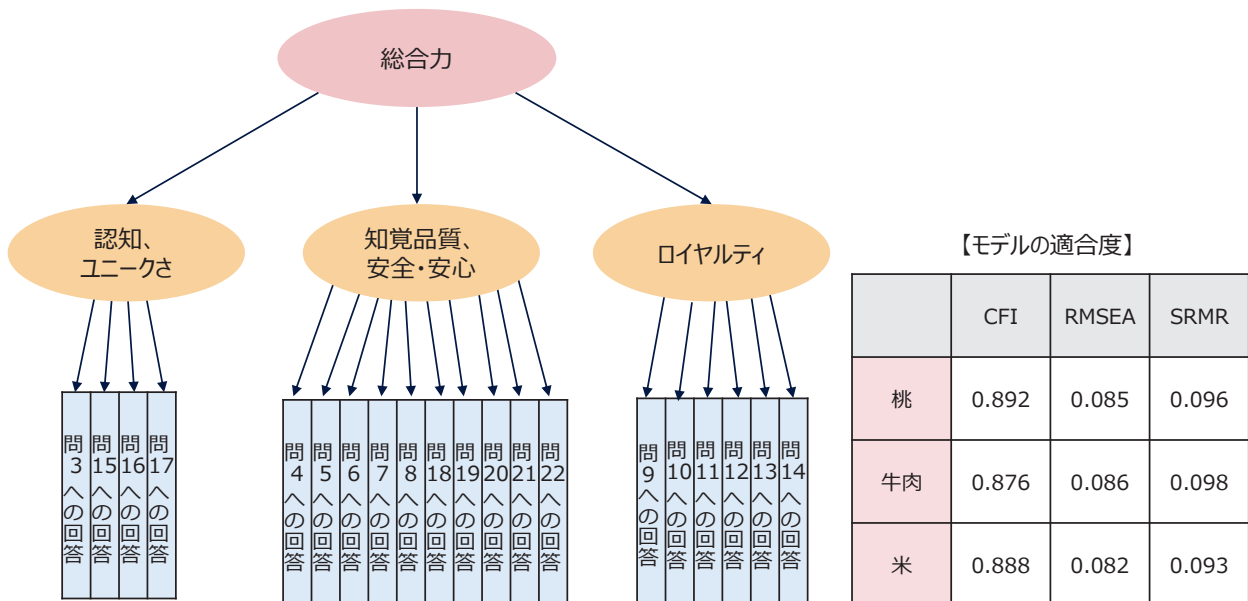 総合力
認知、
ユニークさ
知覚品質、
安全・安心
ロイヤルティ
問3への回答
問15への回答
問16への回答
問17への回答
問4への回答
問5への回答
問6への回答
問7への回答
問8への回答
問18への回答
問19への回答
問20への回答
問21への回答
問22への回答
問9への回答
問10への回答
問11への回答
問12への回答
問13への回答
問14への回答
【モデルの適合度】
CFI RMSEA SRMR
桃 0.892 0.085 0.096
牛肉 0.876 0.086 0.098
米 0.888 0.082 0.093